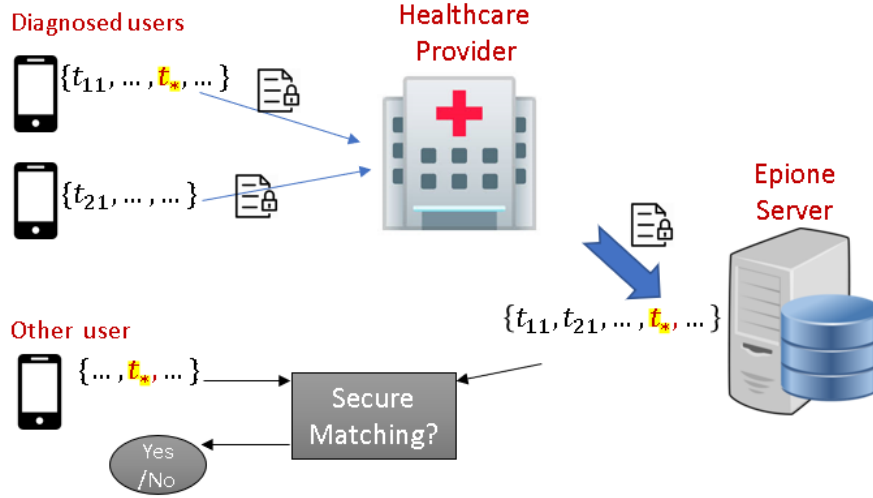 Diagnosed users
{t₁₁, … , t*, … }
{t₂₁, … , … }
Healthcare
Provider
Epione
Server
{t₁₁, t₂₁, … , t*, … }
Other user
{… , t*, … }
Secure
Matching?
Yes
/No